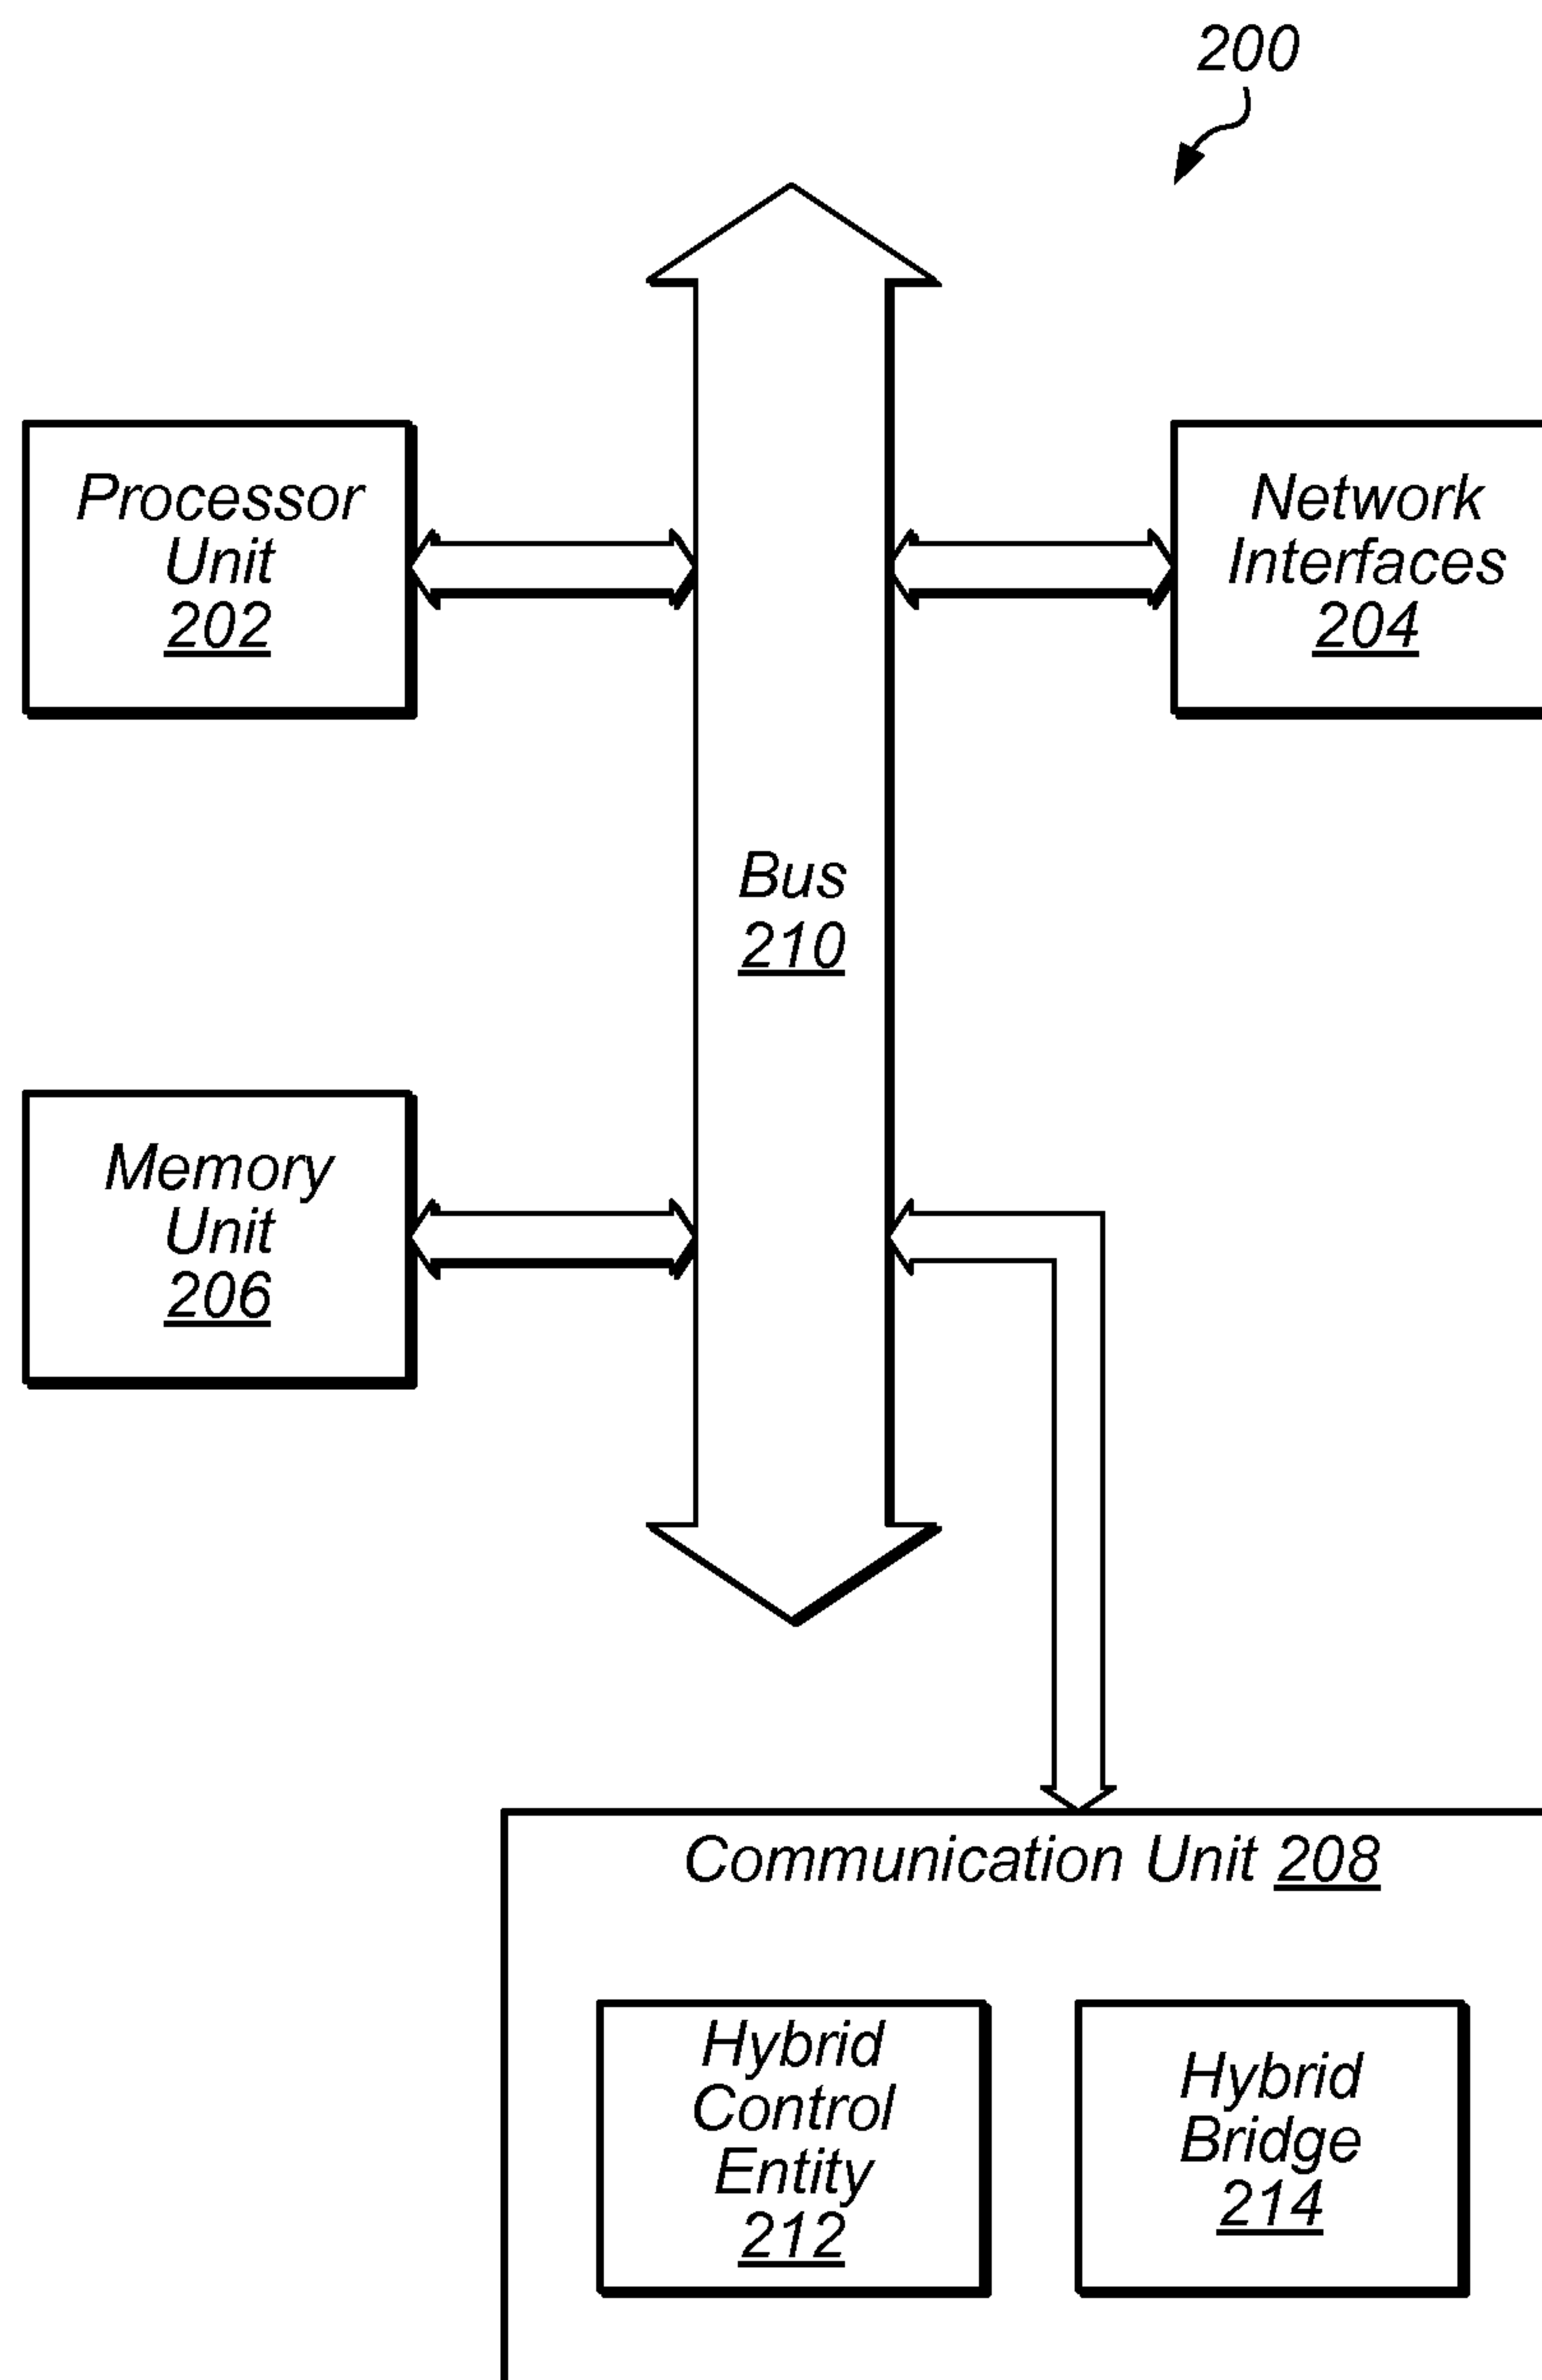 200
Processor
Unit
202
Network
Interfaces
204
Bus
210
Memory
Unit
206
Communication Unit 208
Hybrid
Control
Entity
212
Hybrid
Bridge
214